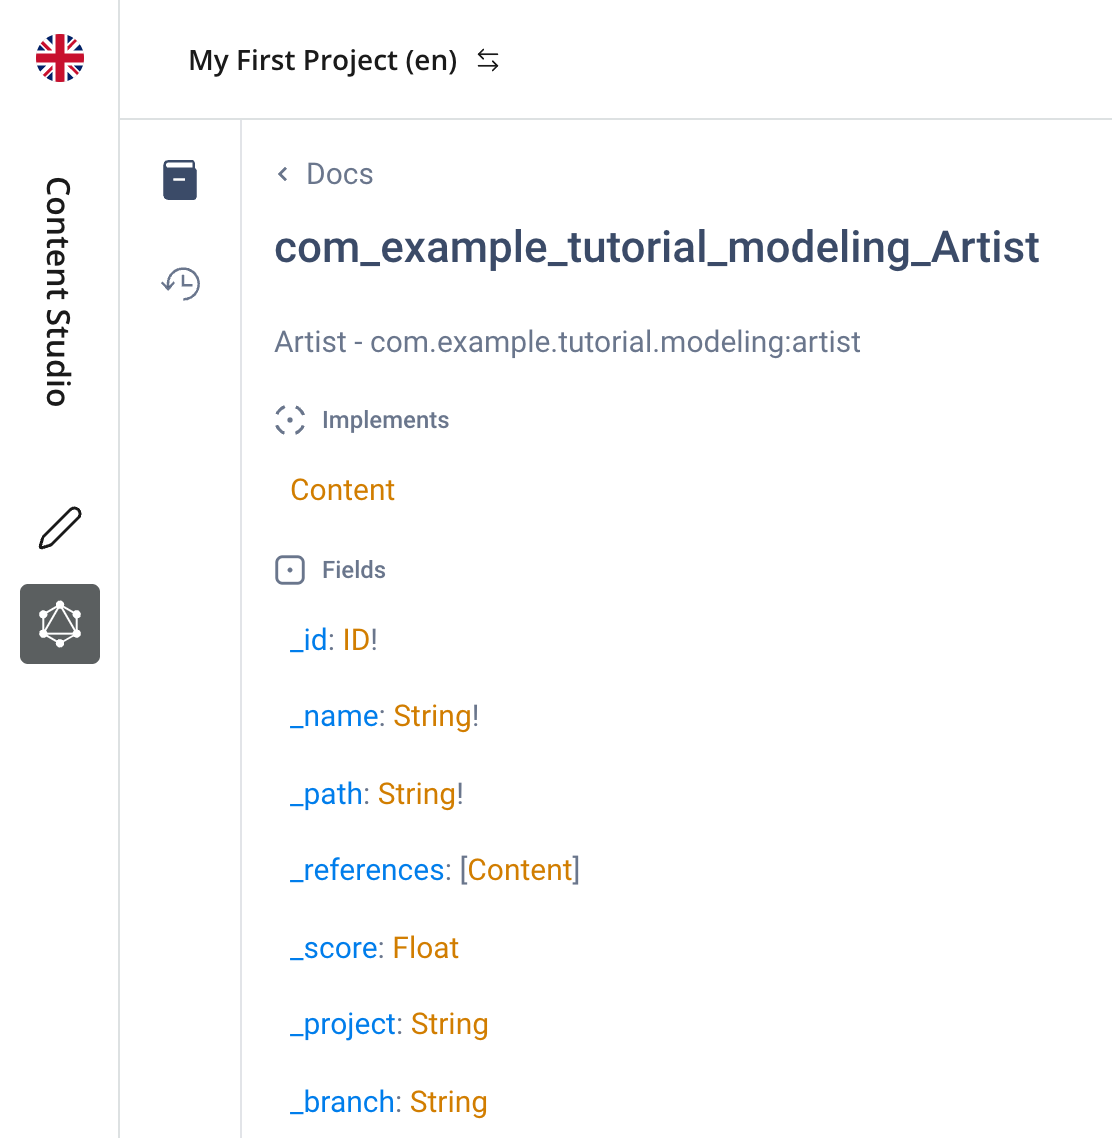 My First Project (en)
Content Studio
Docs
com_example_tutorial_modeling_Artist
Artist - com.example.tutorial.modeling:artist
Implements
Content
Fields
_id: ID!
_name: String!
_path: String!
_references: [Content]
_score: Float
_project: String
_branch: String